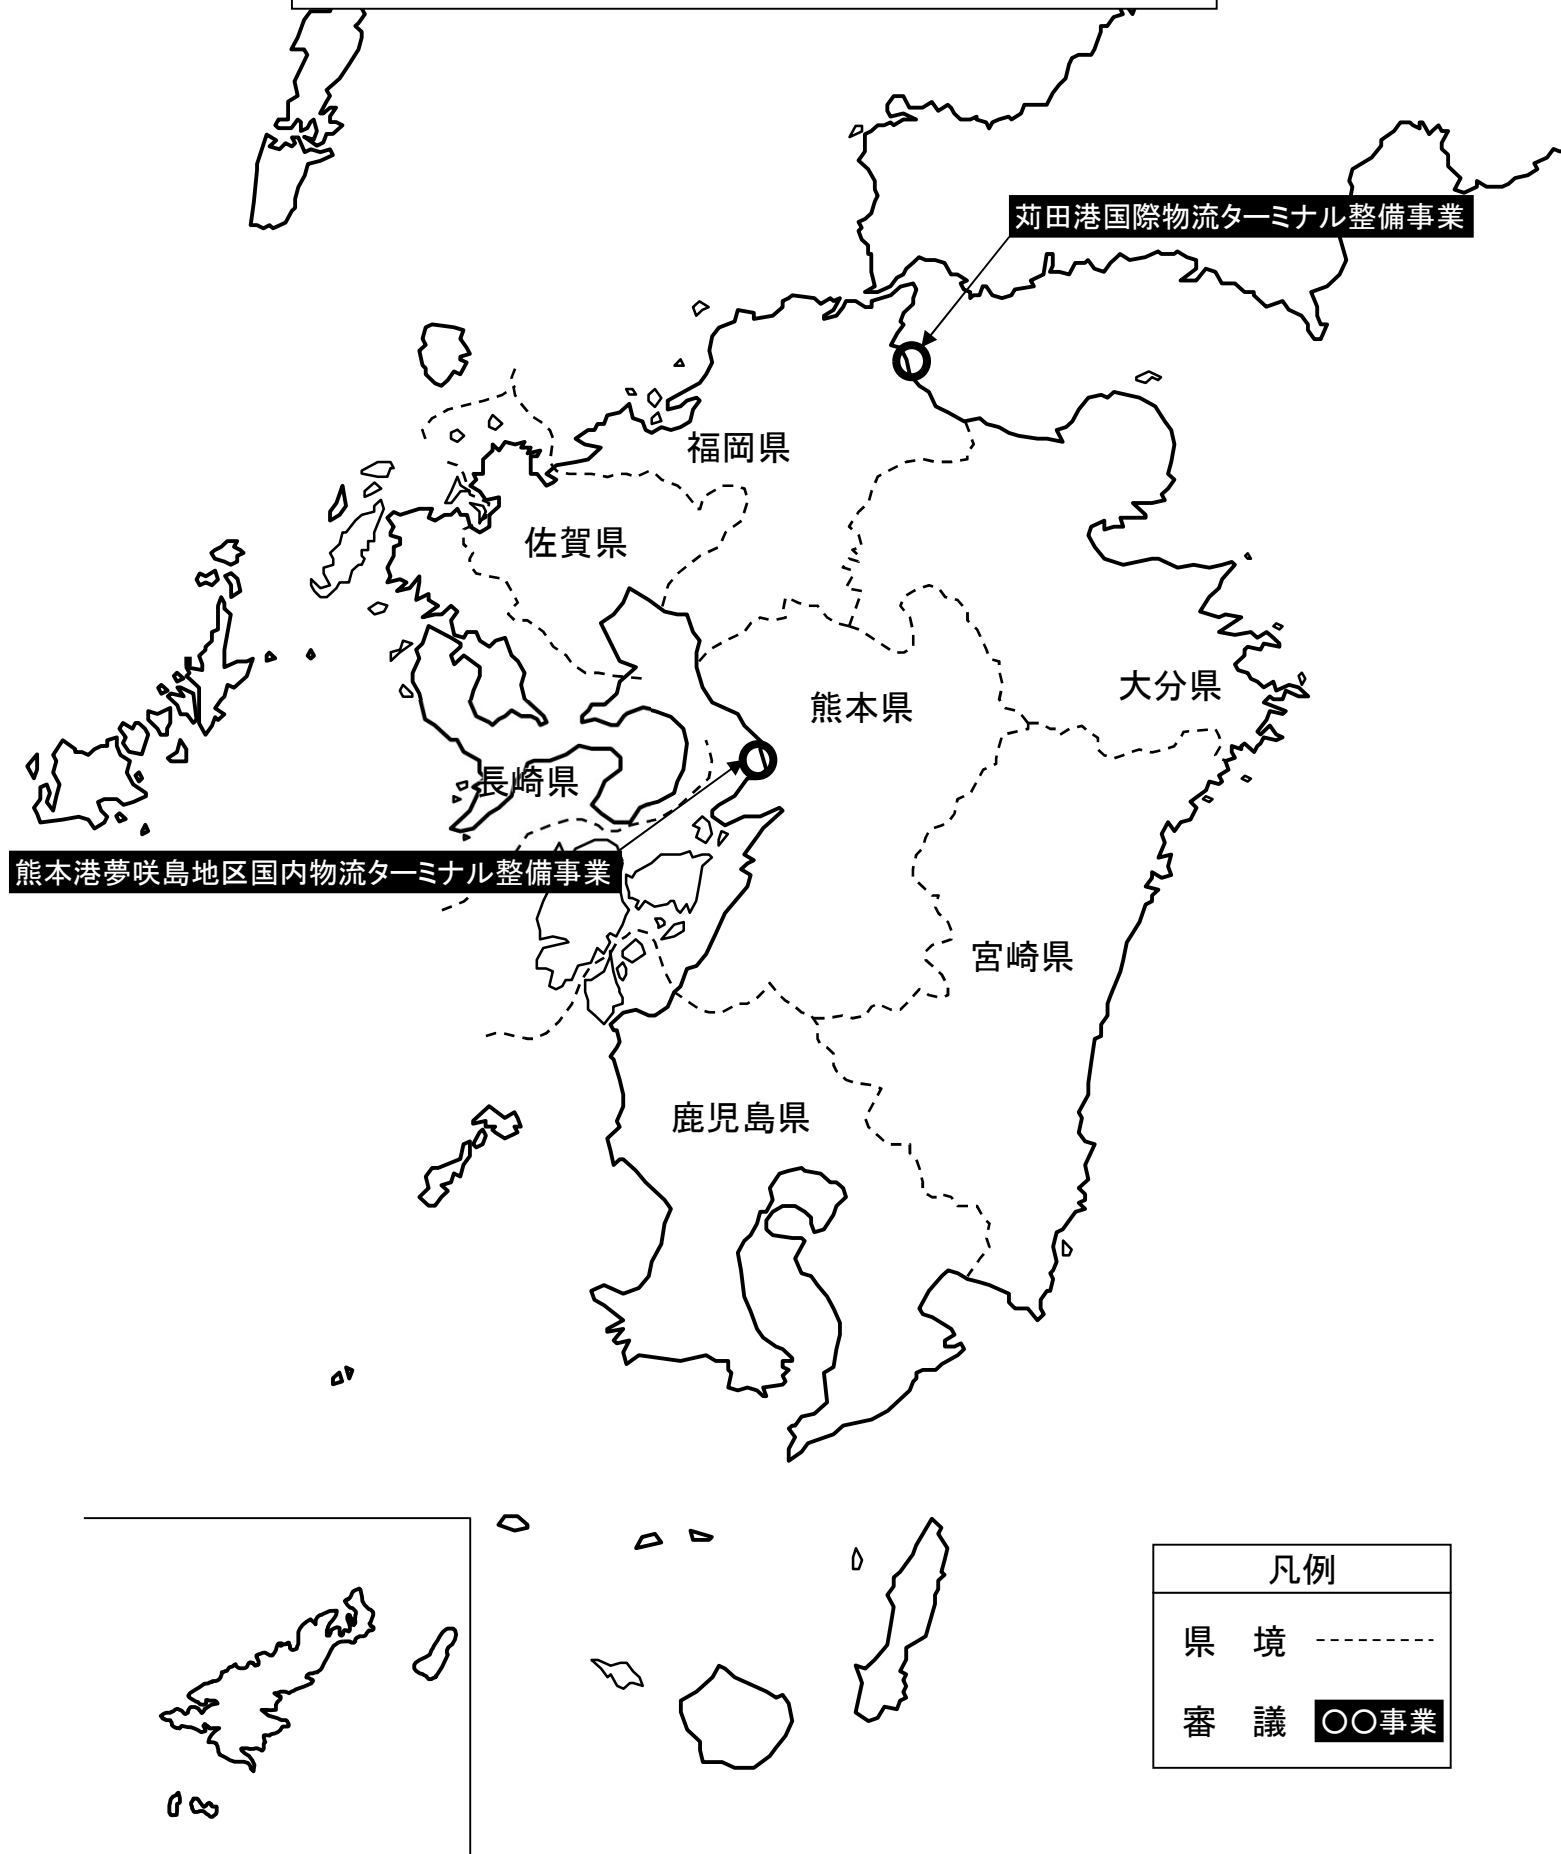 苅田港国際物流ターミナル整備事業
福岡県
佐賀県
大分県
熊本県
長崎県
熊本港夢咲島地区国内物流ターミナル整備事業
宮崎県
鹿児島県
凡例
県　境
審　議　〇〇事業